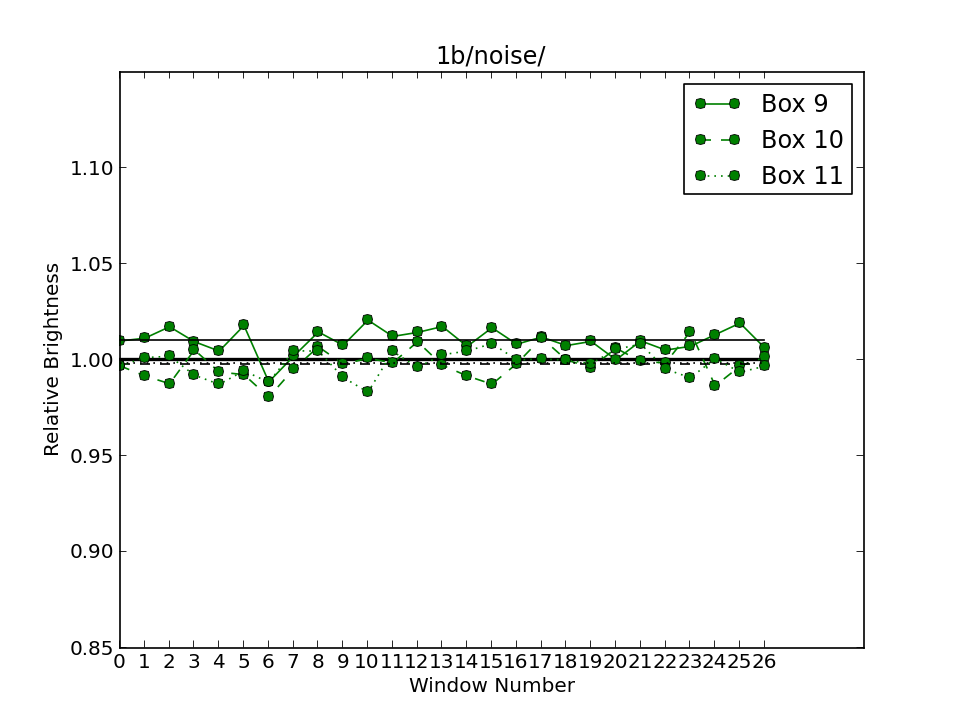 1b/noise/
Box 9
Box 10
Box 11
1.10
1.05
1.00
0.95
0.90
0.85
Relative Brightness
0 1 2 3 4 5 6 7 8 9 10 11 12 13 14 15 16 17 18 19 20 21 22 23 24 25 26
Window Number